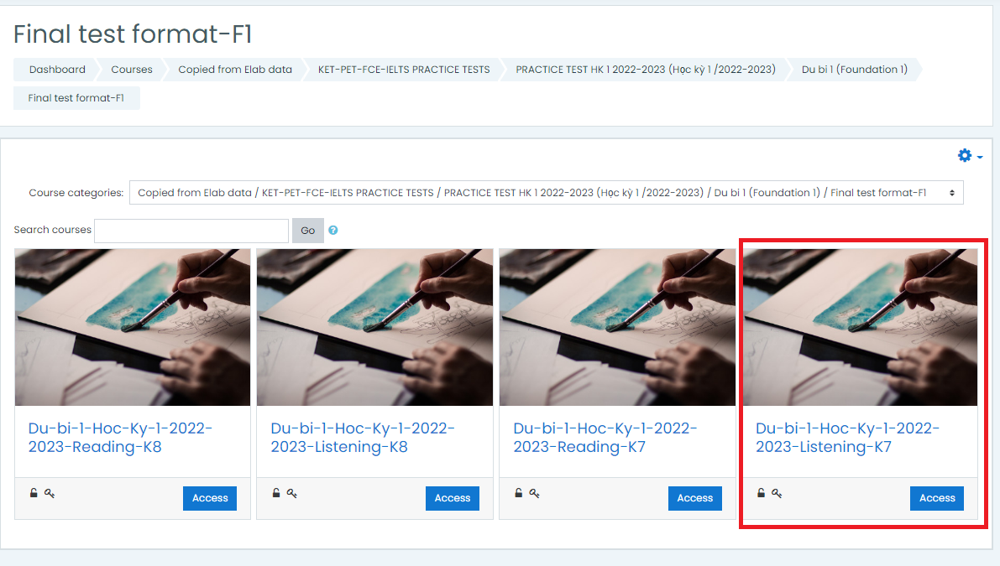 Final test format-F1
Dashboard Courses Copied from Elab data KET-PET-FCE-IELTS PRACTICE TESTS PRACTICE TEST HK 1 2022-2023 (Học kỳ 1 /2022-2023) Du bi 1 (Foundation 1)
Final test format-F1
Course categories: Copied from Elab data / KET-PET-FCE-IELTS PRACTICE TESTS / PRACTICE TEST HK 1 2022-2023 (Học kỳ 1 /2022-2023) / Du bi 1 (Foundation 1) / Final test format-F1
Search courses Go ?
Du-bi-1-Hoc-Ky-1-2022-
2023-Reading-K8
Access
Du-bi-1-Hoc-Ky-1-2022-
2023-Listening-K8
Access
Du-bi-1-Hoc-Ky-1-2022-
2023-Reading-K7
Access
Du-bi-1-Hoc-Ky-1-2022-
2023-Listening-K7
Access